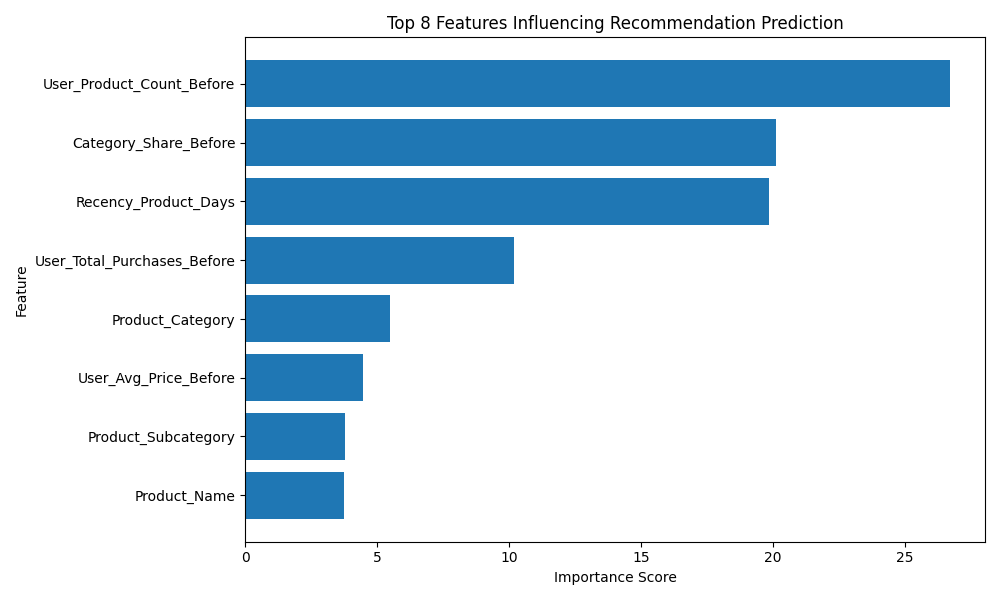 Top 8 Features Influencing Recommendation Prediction
User_Product_Count_Before
Category_Share_Before
Recency_Product_Days
User_Total_Purchases_Before
Product_Category
User_Avg_Price_Before
Product_Subcategory
Product_Name
Feature
0 5 10 15 20 25
Importance Score